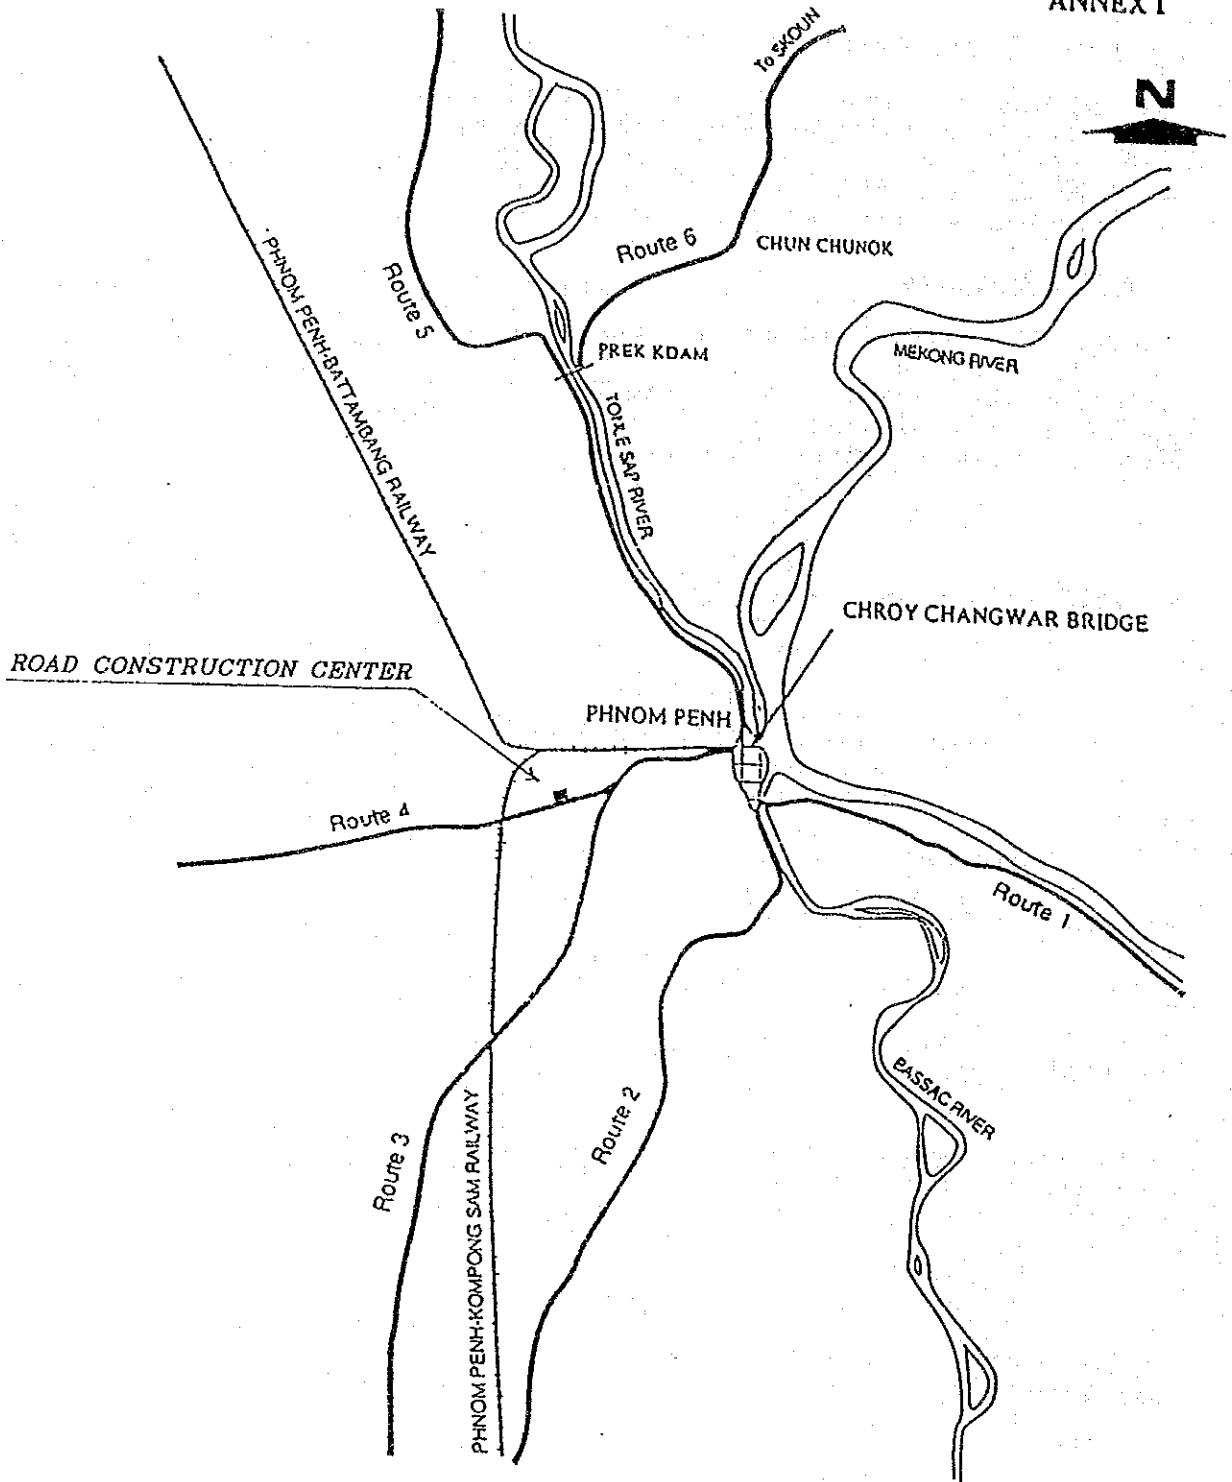 ANNEX I
To SKOUN
N
Route 6
CHUN CHUNOK
PHNOM PENH-BATTAMBANG RAILWAY
Route 5
PREK KDAM
MEKONG RIVER
TONLE SAP RIVER
CHROY CHANGWAR BRIDGE
ROAD CONSTRUCTION CENTER
PHNOM PENH
Route 4
Route 1
BASSAC RIVER
Route 2
Route 3
PHNOM PENH-KOMPONG SAM RAILWAY